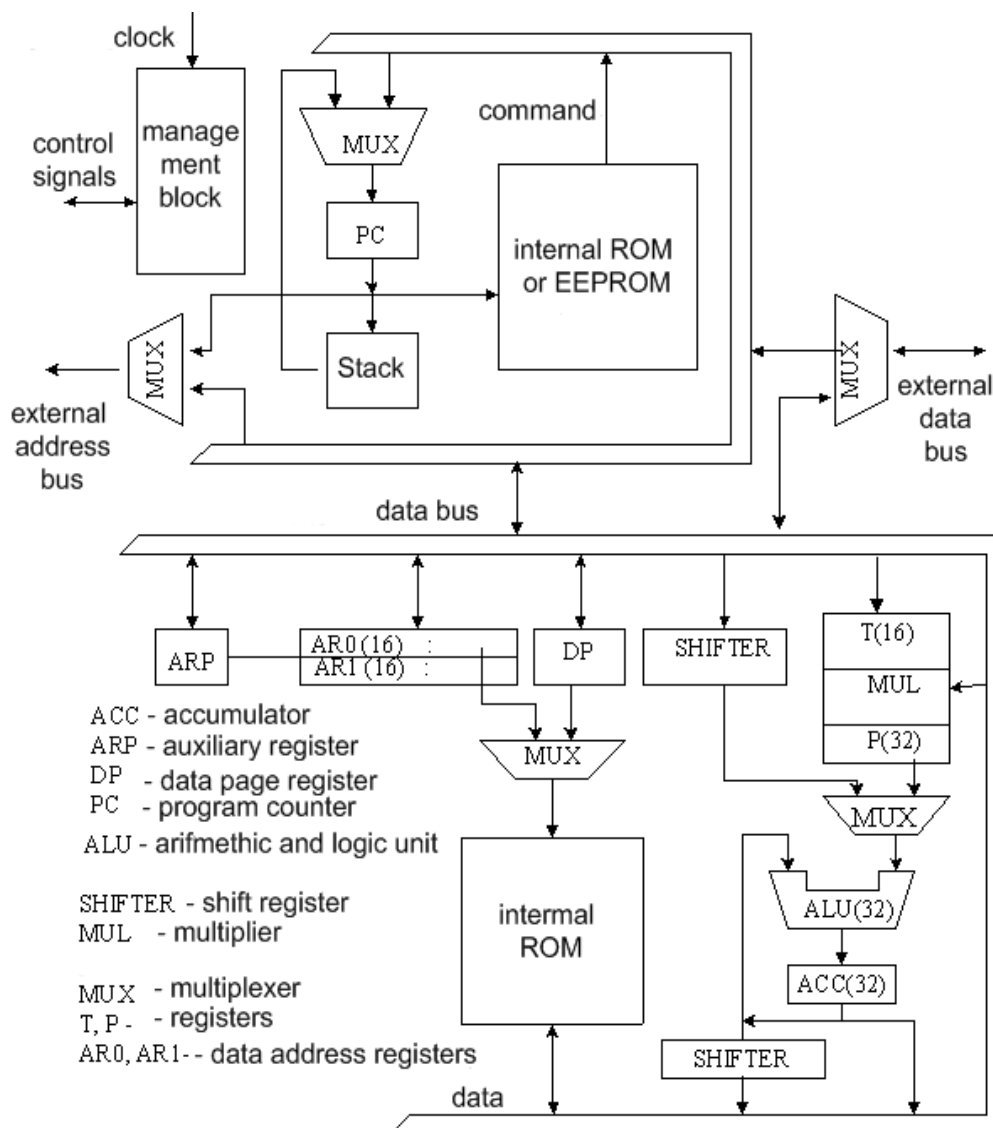 clock
control
signals
manage
ment
block
MUX
PC
Stack
command
internal ROM
or EEPROM
MUX
external
address
bus
MUX
external
data
bus
data bus
ARP
AR0 (16) :
AR1 (16) :
DP
SHIFTER
T(16)
MUL
P(32)
MUX
MUX
ALU(32)
ACC(32)
SHIFTER
intermal
ROM
data
ACC - accumulator
ARP - auxiliary register
DP - data page register
PC - program counter
ALU - arifmethic and logic unit
SHIFTER - shift register
MUL - multiplier
MUX - multiplexer
T, P - - registers
AR0, AR1- - data address registers